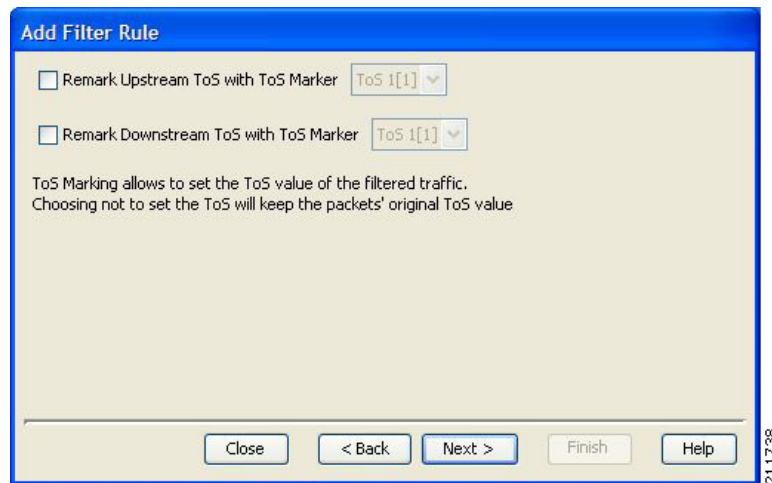 Add Filter Rule
Remark Upstream ToS with ToS Marker ToS 1[1]
Remark Downstream ToS with ToS Marker ToS 1[1]
ToS Marking allows to set the ToS value of the filtered traffic.
Choosing not to set the ToS will keep the packets' original ToS value
Close < Back Next > Finish Help
211738